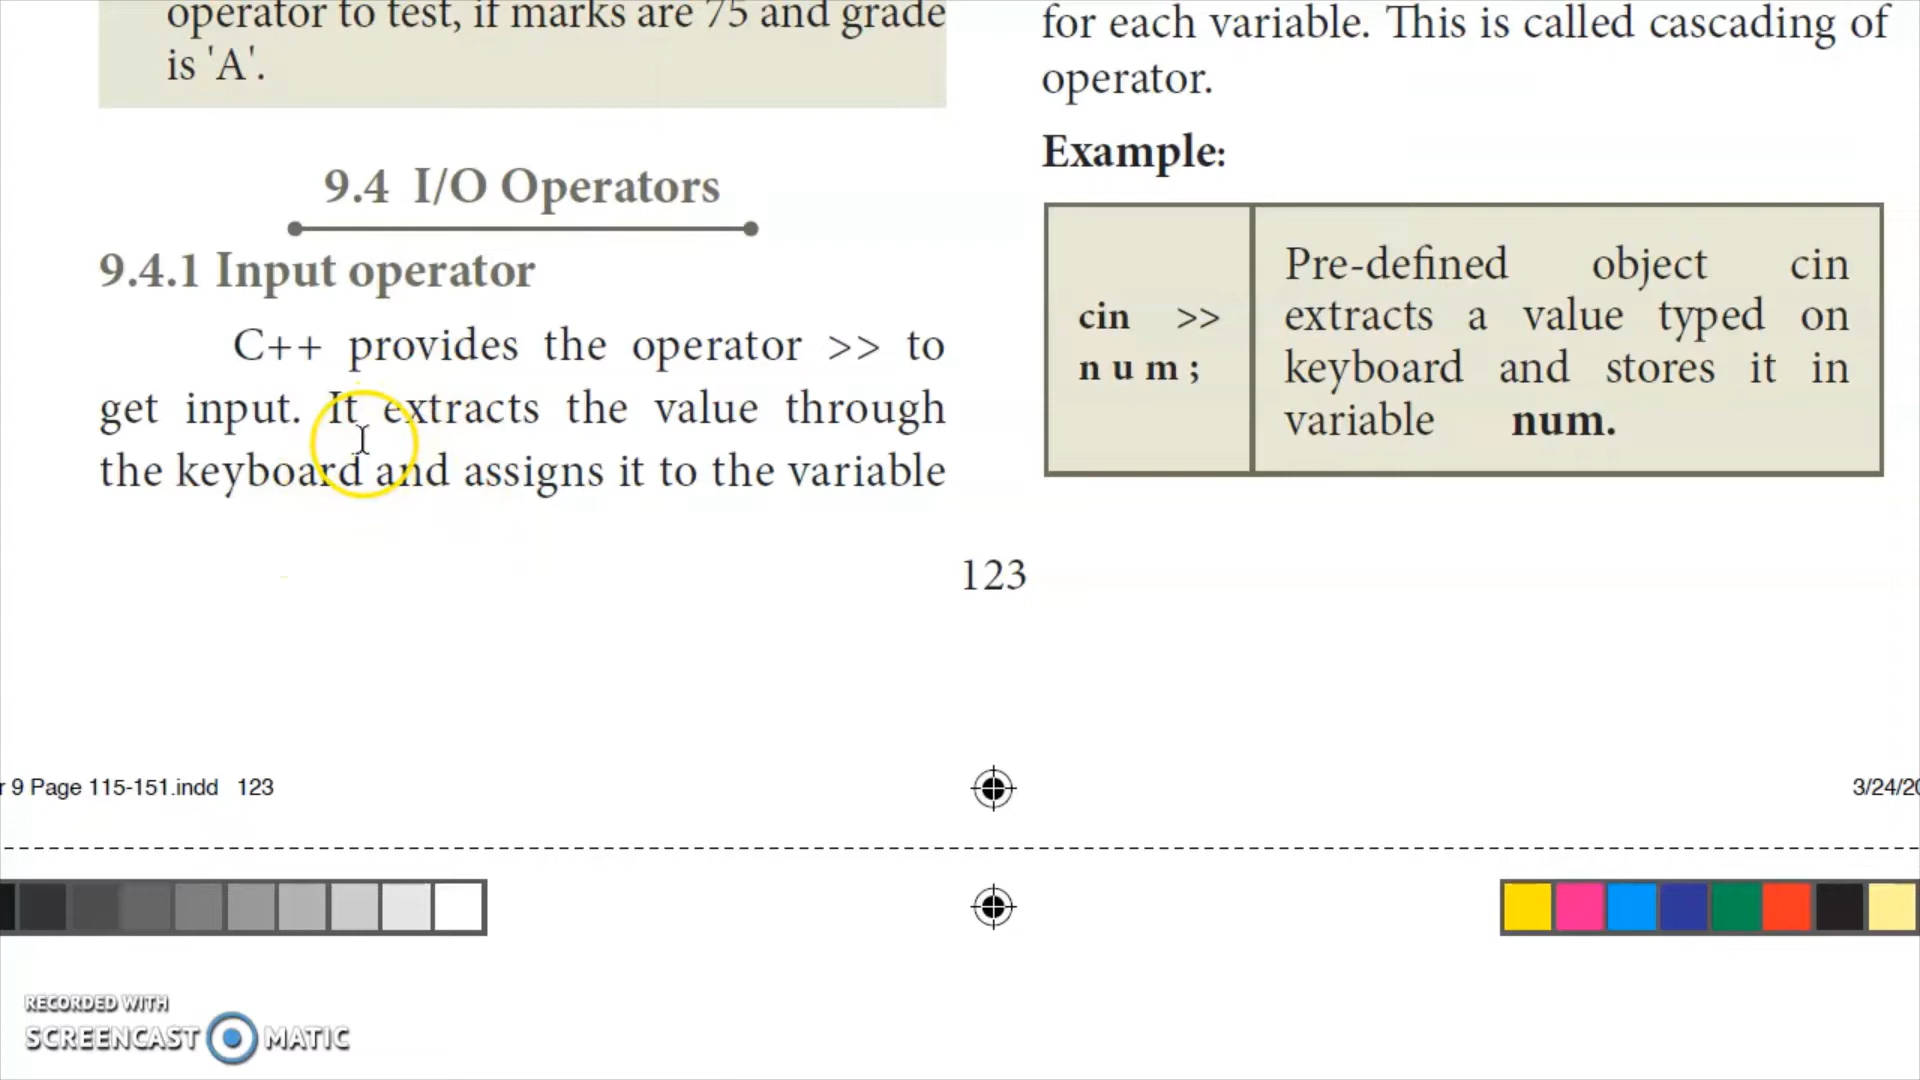 operator to test, if marks are 75 and grade
is 'A'.
9.4 I/O Operators
9.4.1 Input operator
C++ provides the operator >> to
get input. It extracts the value through
the keyboard and assigns it to the variable
for each variable. This is called cascading of
operator.
Example:
cin >>
num;
Pre-defined object cin
extracts a value typed on
keyboard and stores it in
variable num.
123
r 9 Page 115-151.indd 123
3/24/20
RECORDED WITH
SCREENCAST MATIC